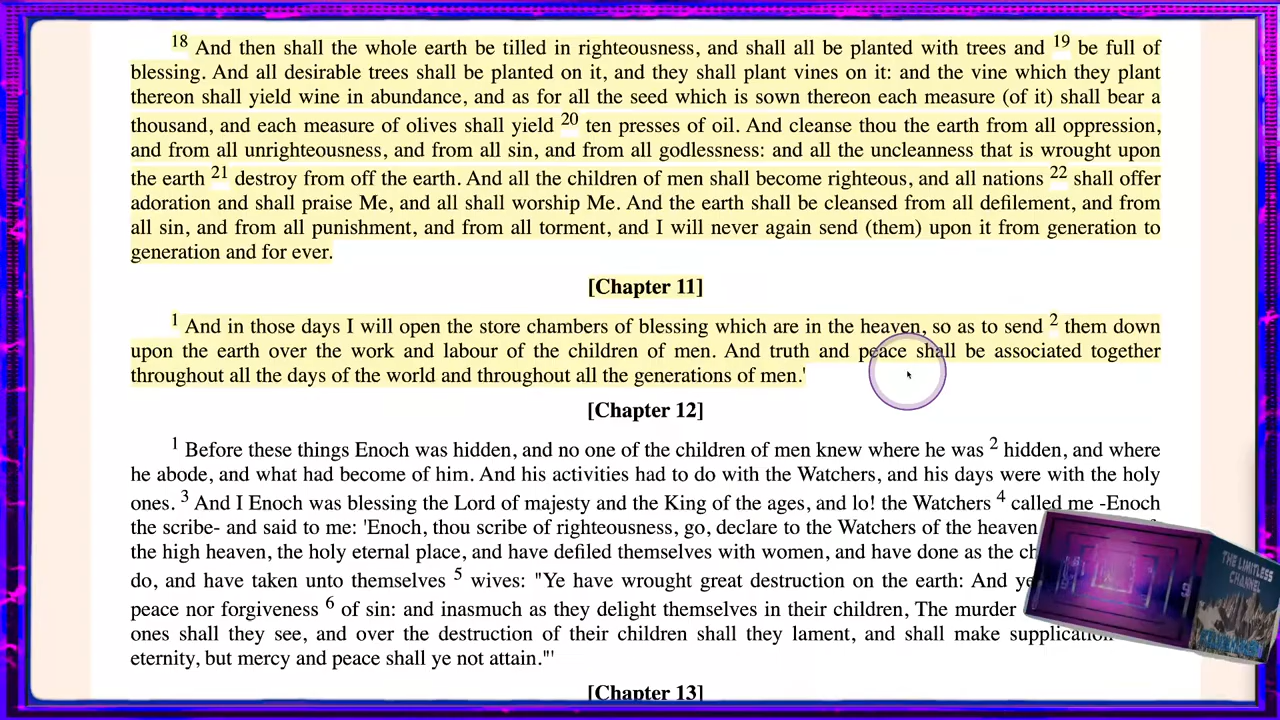 18 And then shall the whole earth be tilled in righteousness, and shall all be planted with trees and 19 be full of
blessing. And all desirable trees shall be planted on it, and they shall plant vines on it: and the vine which they plant
thereon shall yield wine in abundance, and as for all the seed which is sown thereon each measure (of it) shall bear a
thousand, and each measure of olives shall yield 20 ten presses of oil. And cleanse thou the earth from all oppression,
and from all unrighteousness, and from all sin, and from all godlessness: and all the uncleanness that is wrought upon
the earth 21 destroy from off the earth. And all the children of men shall become righteous, and all nations 22 shall offer
adoration and shall praise Me, and all shall worship Me. And the earth shall be cleansed from all defilement, and from
all sin, and from all punishment, and from all torment, and I will never again send (them) upon it from generation to
generation and for ever.
[Chapter 11]
1 And in those days I will open the store chambers of blessing which are in the heaven, so as to send 2 them down
upon the earth over the work and labour of the children of men. And truth and peace shall be associated together
throughout all the days of the world and throughout all the generations of men.'
[Chapter 12]
1 Before these things Enoch was hidden, and no one of the children of men knew where he was 2 hidden, and where
he abode, and what had become of him. And his activities had to do with the Watchers, and his days were with the holy
ones. 3 And I Enoch was blessing the Lord of majesty and the King of the ages, and lo! the Watchers 4 called me -Enoch
the scribe- and said to me: 'Enoch, thou scribe of righteousness, go, declare to the Watchers of the heaven
the high heaven, the holy eternal place, and have defiled themselves with women, and have done as the
do, and have taken unto themselves 5 wives: "Ye have wrought great destruction on the earth: And
peace nor forgiveness 6 of sin: and inasmuch as they delight themselves in their children, The murder
ones shall they see, and over the destruction of their children shall they lament, and shall make
eternity, but mercy and peace shall ye not attain."'
[Chapter 13]
THE LIMITLESS
CHANNEL